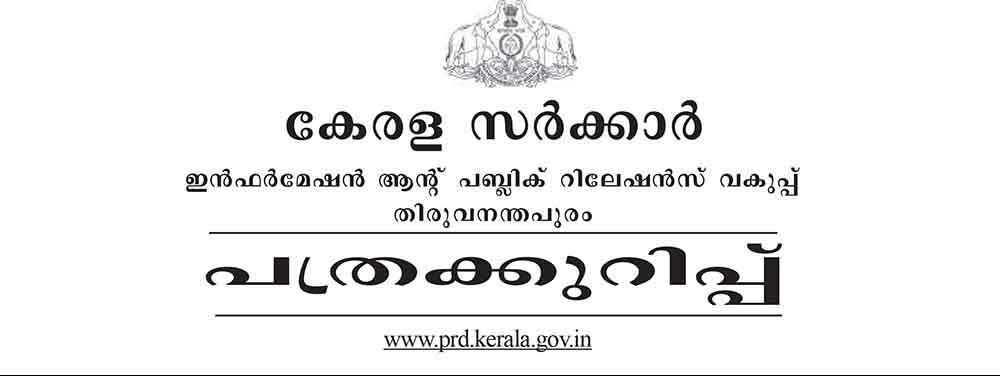 കേരള സർക്കാർ
ഇൻഫർമേഷൻ ആന്റ് പബ്ലിക് റിലേഷൻസ് വകുപ്പ്
തിരുവനന്തപുരം
പത്രക്കുറിപ്പ്
www.prd.kerala.gov.in